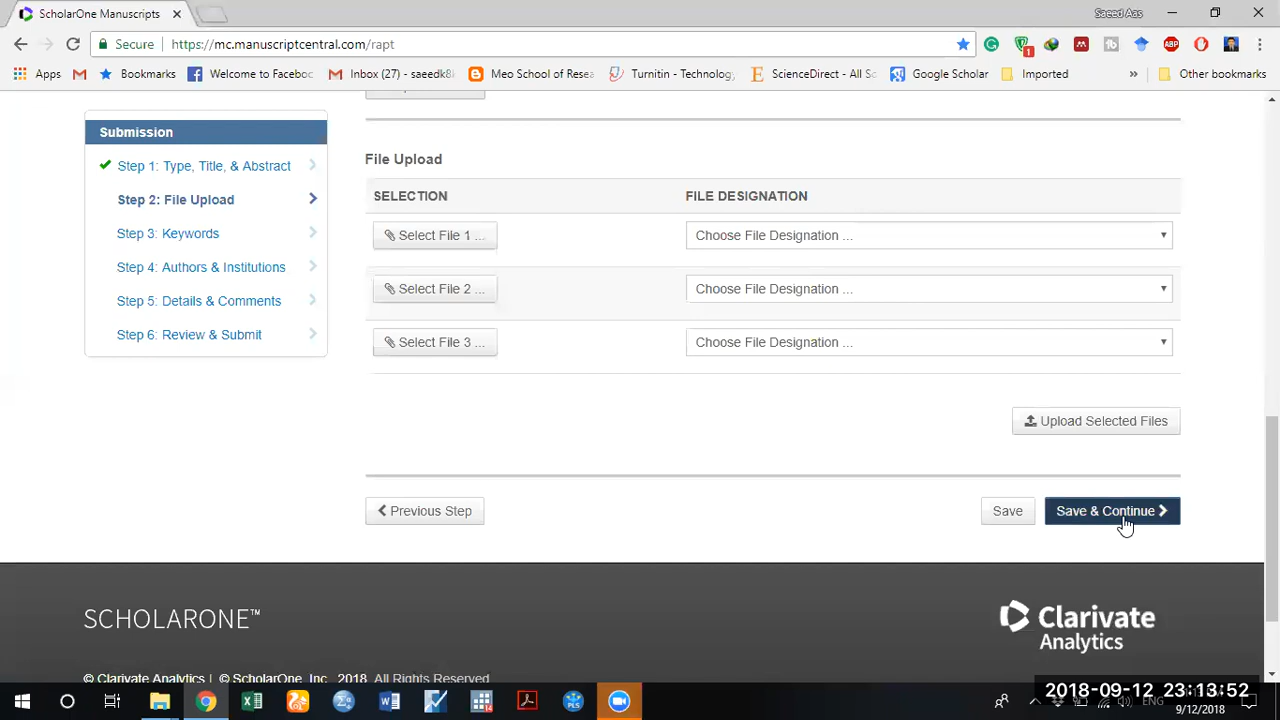 ScholarOne Manuscripts
Saeed Aas
Secure
https://mc.manuscriptcentral.com/rapt
1
ABP
Apps
Bookmarks
Welcome to Faceboo
Inbox (27) - saeedk8
Meo School of Resea
Turnitin - Technolog
ScienceDirect - All S
Google Scholar
Imported
»
Other bookmarks
Submission
Step 1: Type, Title, & Abstract
Step 2: File Upload
Step 3: Keywords
Step 4: Authors & Institutions
Step 5: Details & Comments
Step 6: Review & Submit
File Upload
SELECTION FILE DESIGNATION
Select File 1 ... Choose File Designation ...
Select File 2 ... Choose File Designation ...
Select File 3 ... Choose File Designation ...
Upload Selected Files
Previous Step
Save
Save & Continue
SCHOLARONE™
Clarivate
Analytics
© Clarivate Analytics | © ScholarOne, Inc., 2018. All Rights Reserved.
PLS
2018-09-12 23:13:52
ENG
9/12/2018